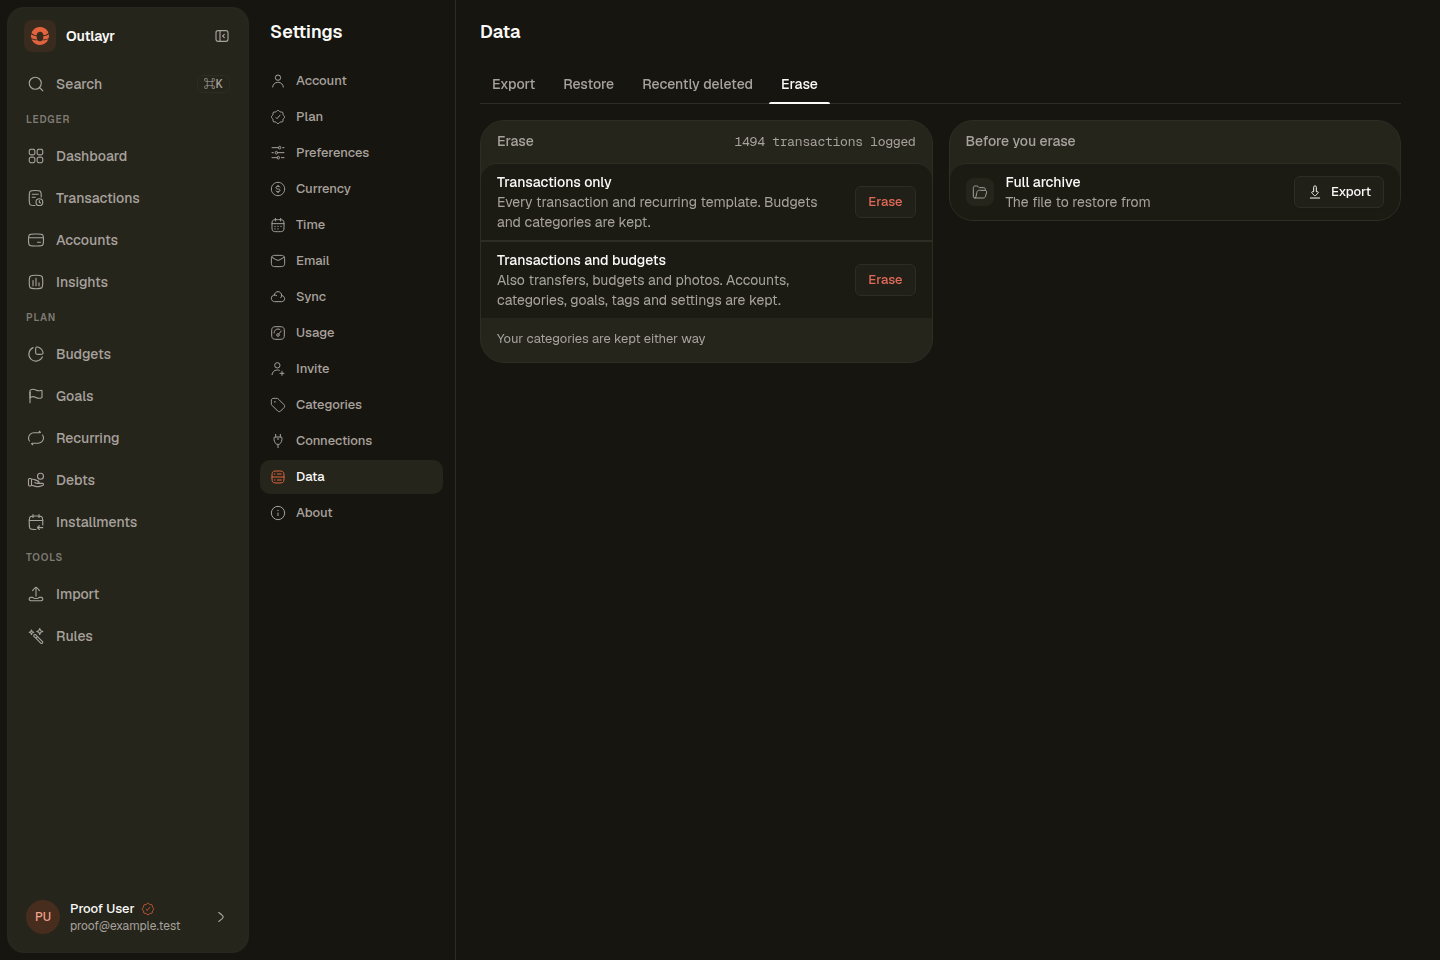 Outlayr
Search
⌘K
LEDGER
Dashboard
Transactions
Accounts
Insights
PLAN
Budgets
Goals
Recurring
Debts
Installments
TOOLS
Import
Rules
PU
Proof User
proof@example.test
Settings
Account
Plan
Preferences
Currency
Time
Email
Sync
Usage
Invite
Categories
Connections
Data
About
Data
Export
Restore
Recently deleted
Erase
Erase
1494 transactions logged
Transactions only
Every transaction and recurring template. Budgets
and categories are kept.
Erase
Transactions and budgets
Also transfers, budgets and photos. Accounts,
categories, goals, tags and settings are kept.
Erase
Your categories are kept either way
Before you erase
Full archive
The file to restore from
Export